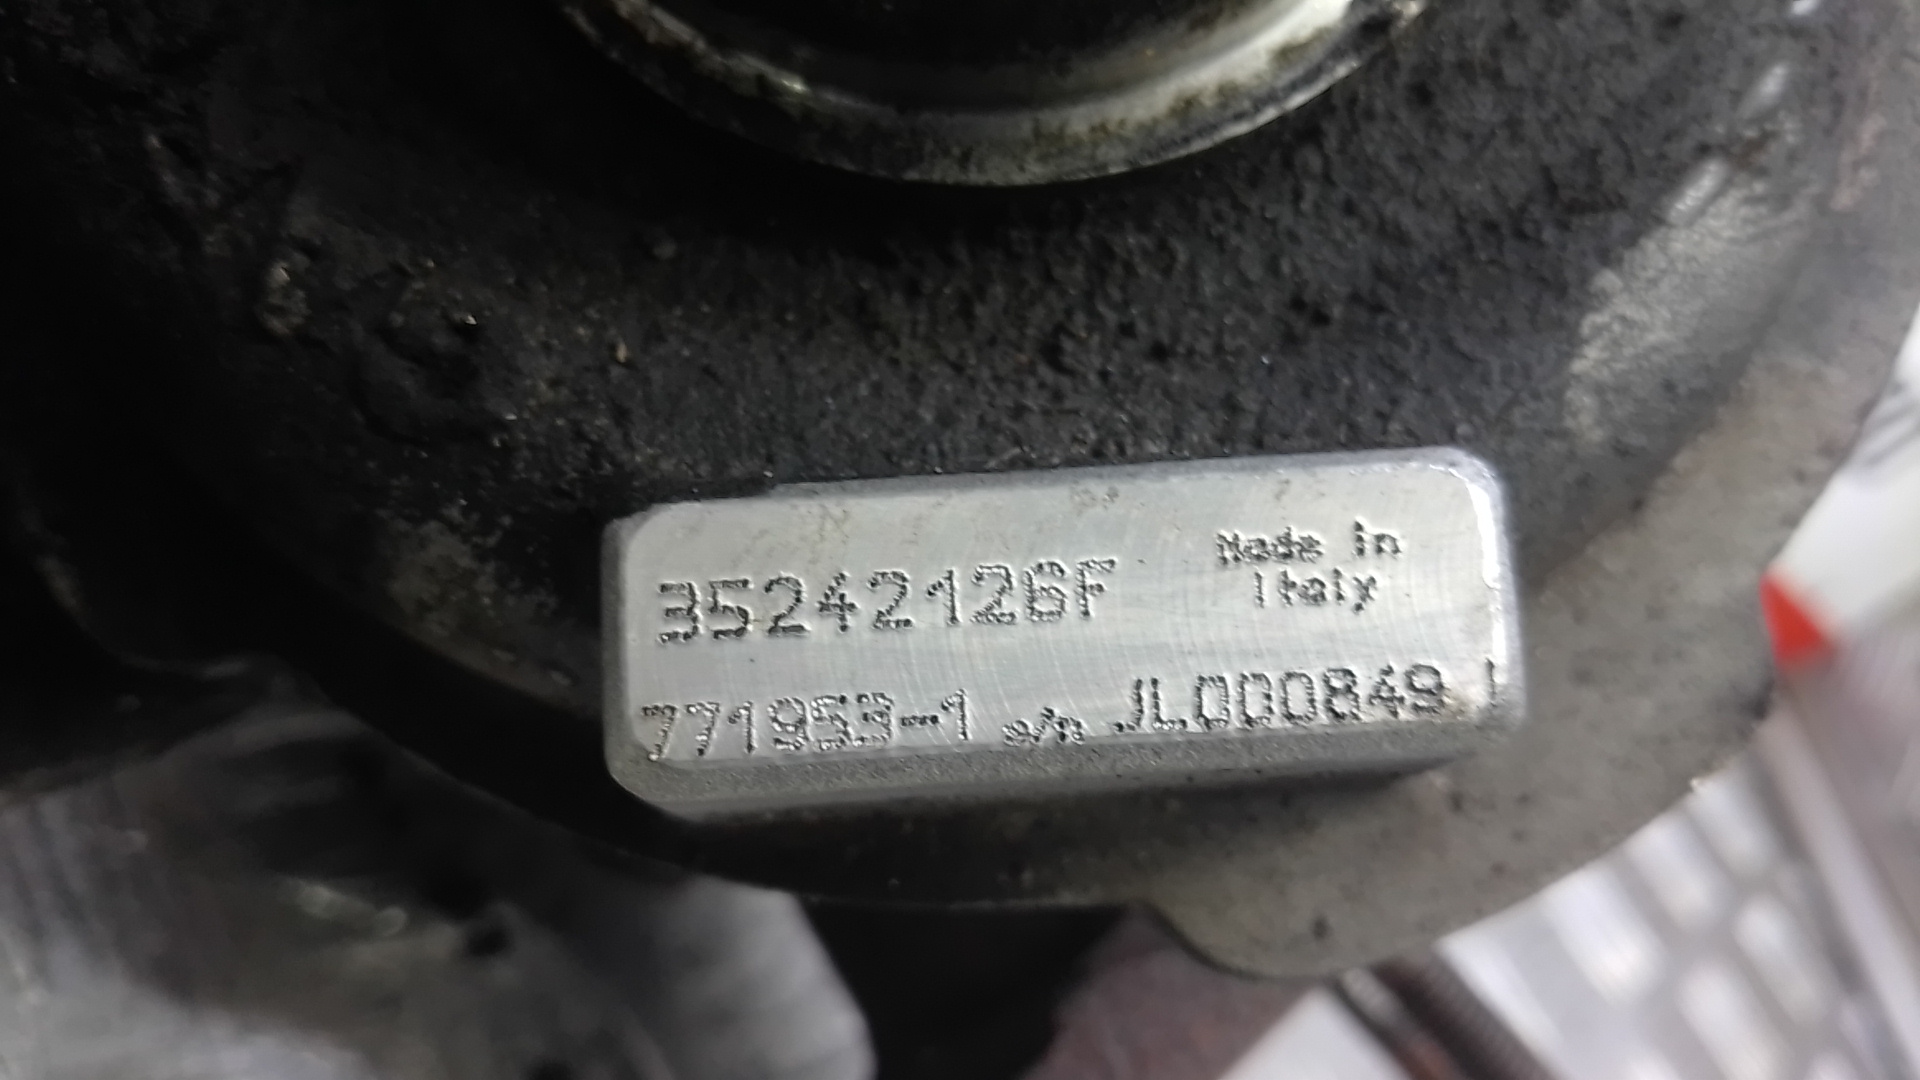 35242126F
Made in
Italy
771953-1 s/n JL000849